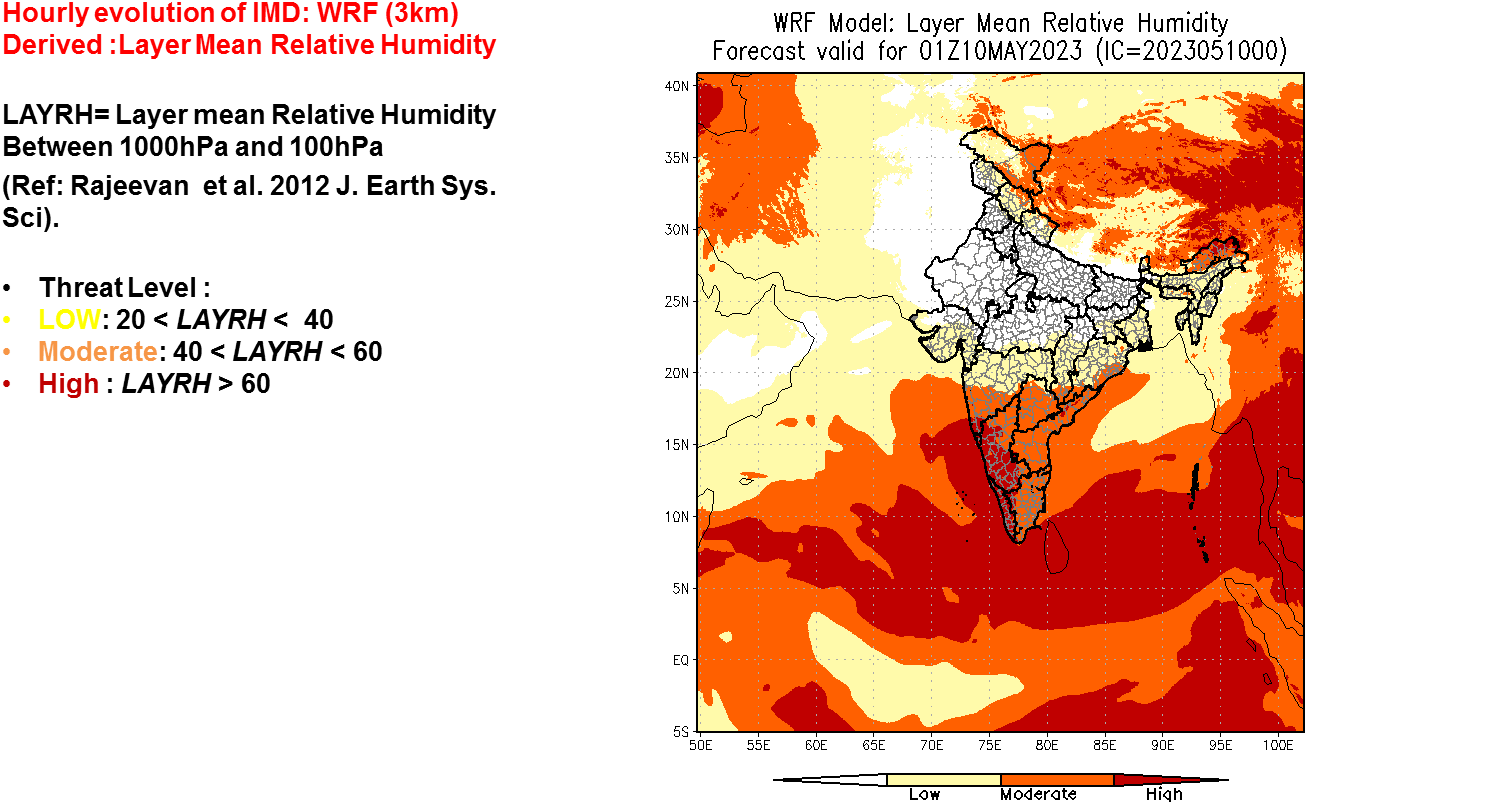 Hourly evolution of IMD: WRF (3km)
Derived :Layer Mean Relative Humidity
LAYRH= Layer mean Relative Humidity
Between 1000hPa and 100hPa
(Ref: Rajeevan et al. 2012 J. Earth Sys.
Sci).
• Threat Level :
• LOW: 20 < LAYRH < 40
• Moderate: 40 < LAYRH < 60
• High : LAYRH > 60
WRF Model: Layer Mean Relative Humidity
Forecast valid for 01Z10MAY2023 (IC=2023051000)
40N
35N
30N
25N
20N
15N
10N
5N
EQ
5S
50E 55E 60E 65E 70E 75E 80E 85E 90E 95E 100E
Low Moderate High